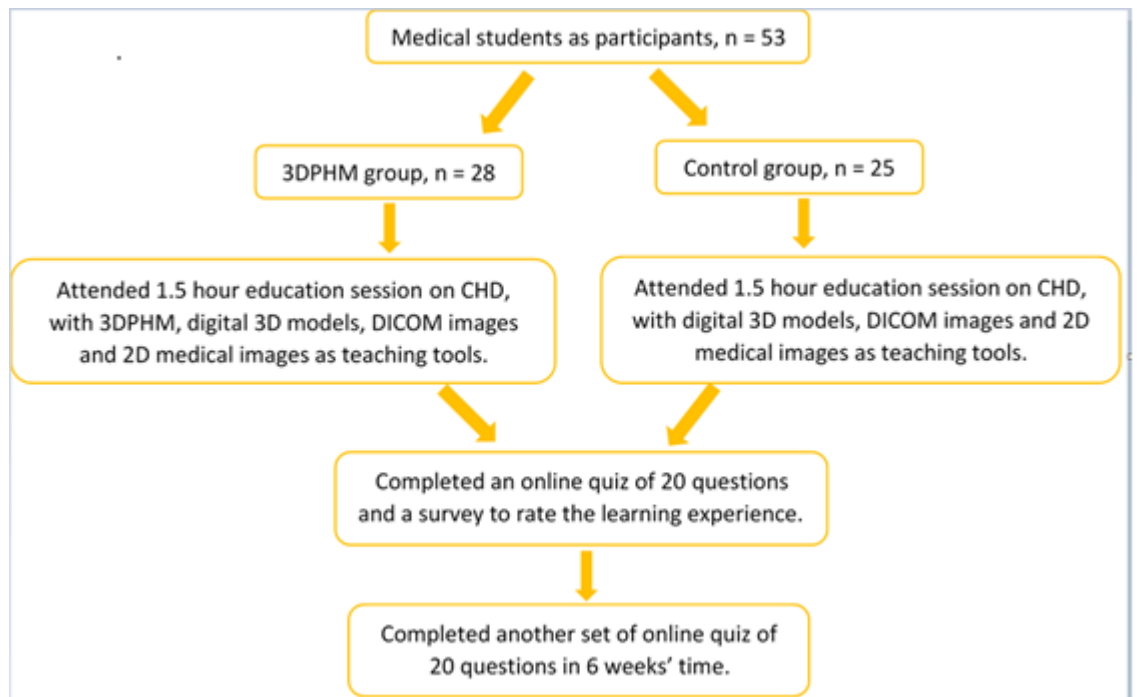 Medical students as participants, n = 53
3DPHM group, n = 28
Control group, n = 25
Attended 1.5 hour education session on CHD,
with 3DPHM, digital 3D models, DICOM images
and 2D medical images as teaching tools.
Attended 1.5 hour education session on CHD,
with digital 3D models, DICOM images and 2D
medical images as teaching tools.
Completed an online quiz of 20 questions
and a survey to rate the learning experience.
Completed another set of online quiz of
20 questions in 6 weeks’ time.